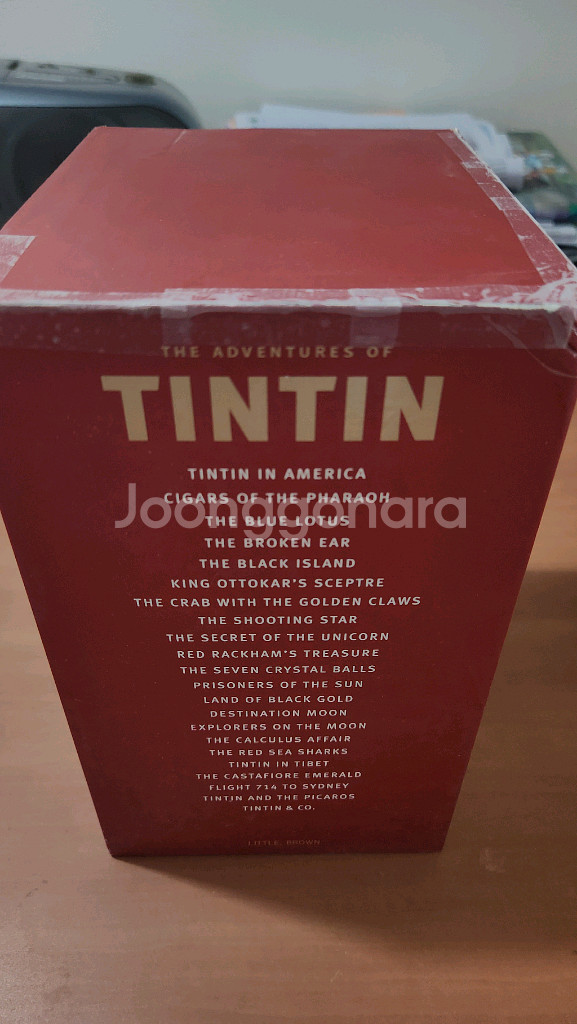 THE ADVENTURES OF
TINTIN
TINTIN IN AMERICA
CIGARS OF THE PHARAOH
Joonggonara
THE BLUE LOTUS
THE BROKEN EAR
THE BLACK ISLAND
KING OTTOKAR'S SCEPTRE
THE CRAB WITH THE GOLDEN CLAWS
THE SHOOTING STAR
THE SECRET OF THE UNICORN
RED RACKHAM'S TREASURE
THE SEVEN CRYSTAL BALLS
PRISONERS OF THE SUN
LAND OF BLACK GOLD
DESTINATION MOON
EXPLORERS ON THE MOON
THE CALCULUS AFFAIR
THE RED SEA SHARKS
TINTIN IN TIBET
THE CASTAFIORE EMERALD
FLIGHT 714 TO SYDNEY
TINTIN AND THE PICAROS
TINTIN & CO.
LITTLE, BROWN